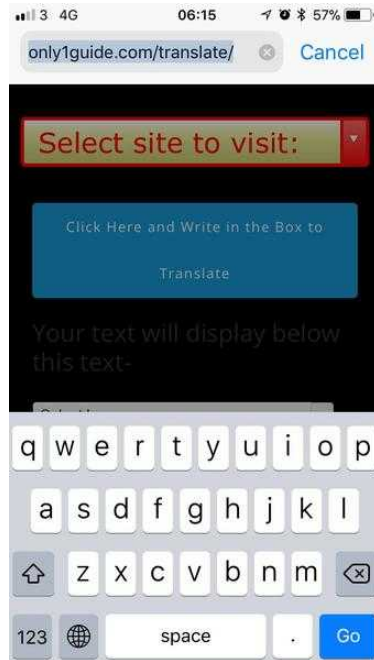 3 4G 06:15 57%
only1guide.com/translate/ Cancel
Select site to visit:
Click Here and Write in the Box to
Translate
Your text will display below
this text-
q w e r t y u i o p
a s d f g h j k l
z x c v b n m
123 space . Go